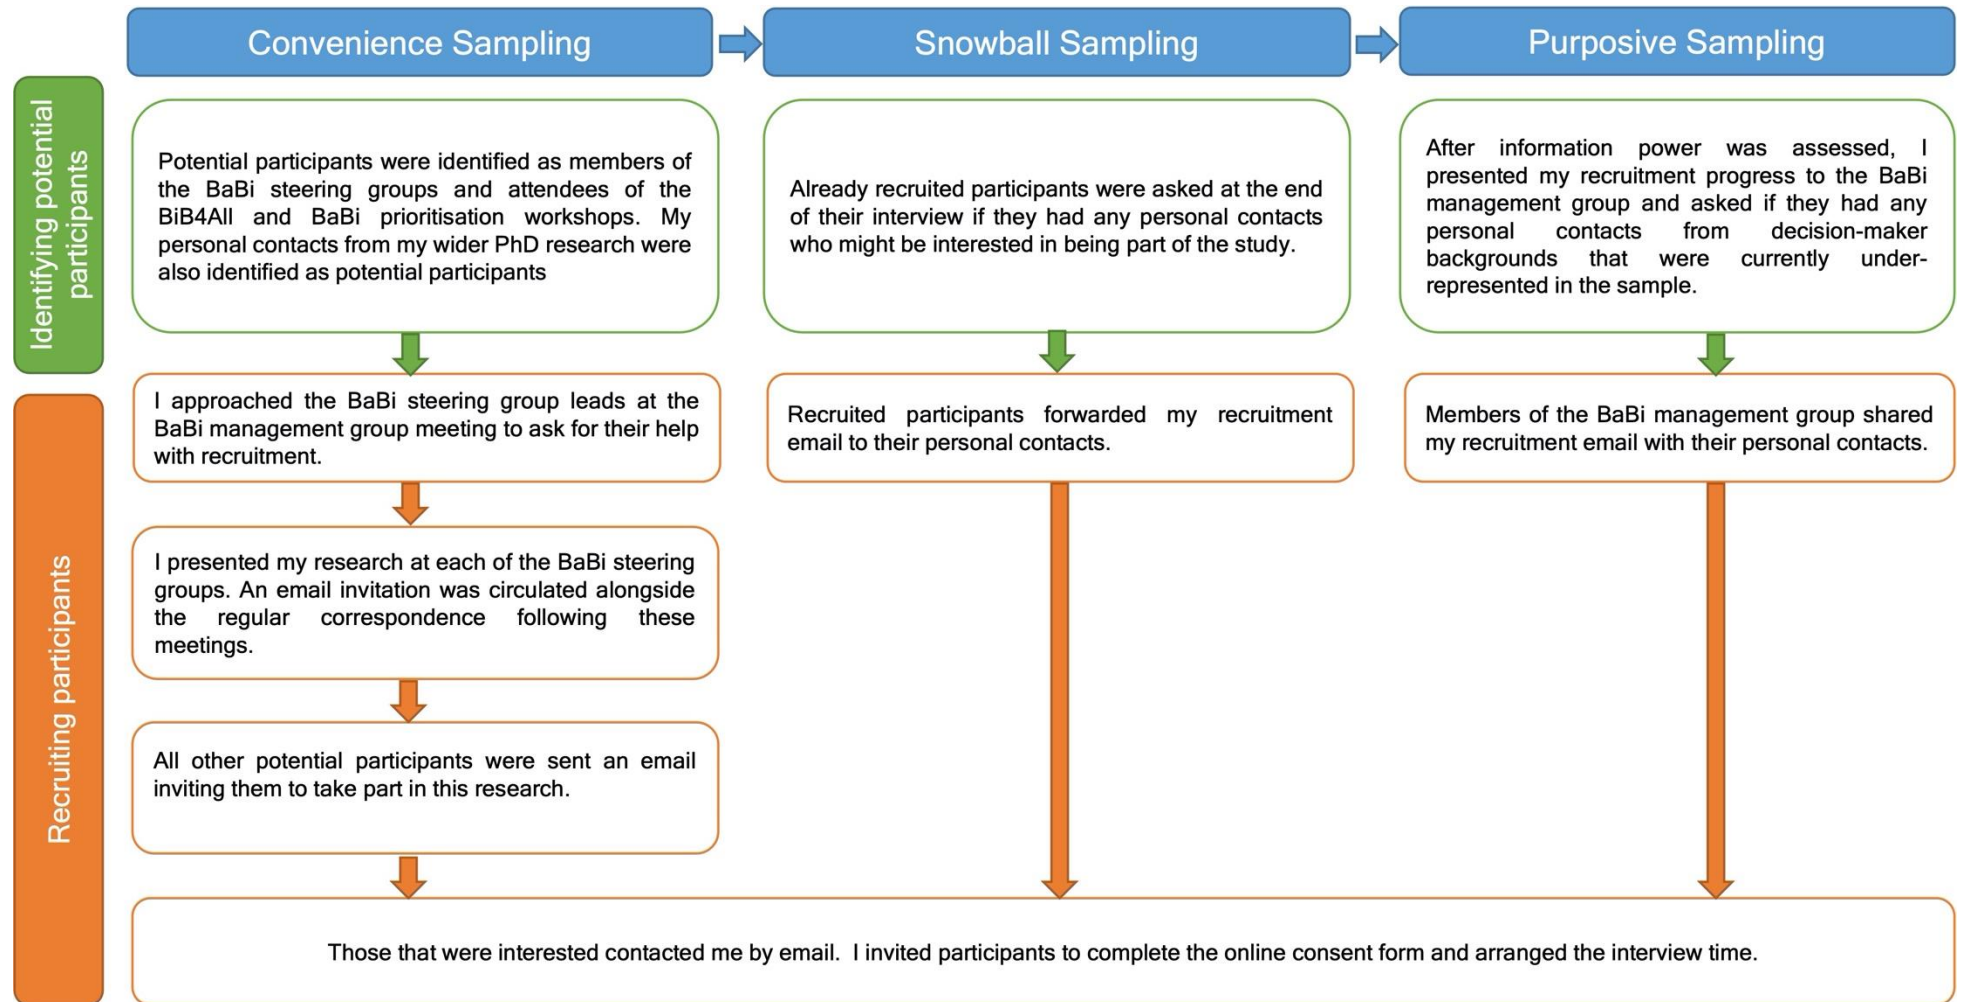 Convenience Sampling
Snowball Sampling
Purposive Sampling
Identifying potential
participants
Potential participants were identified as members of
the BaBi steering groups and attendees of the
BiB4All and BaBi prioritisation workshops. My
personal contacts from my wider PhD research were
also identified as potential participants
Already recruited participants were asked at the end
of their interview if they had any personal contacts
who might be interested in being part of the study.
After information power was assessed, I
presented my recruitment progress to the BaBi
management group and asked if they had any
personal contacts from decision-maker
backgrounds that were currently under-
represented in the sample.
Recruiting participants
I approached the BaBi steering group leads at the
BaBi management group meeting to ask for their help
with recruitment.
I presented my research at each of the BaBi steering
groups. An email invitation was circulated alongside
the regular correspondence following these
meetings.
All other potential participants were sent an email
inviting them to take part in this research.
Recruited participants forwarded my recruitment
email to their personal contacts.
Members of the BaBi management group shared
my recruitment email with their personal contacts.
Those that were interested contacted me by email. I invited participants to complete the online consent form and arranged the interview time.